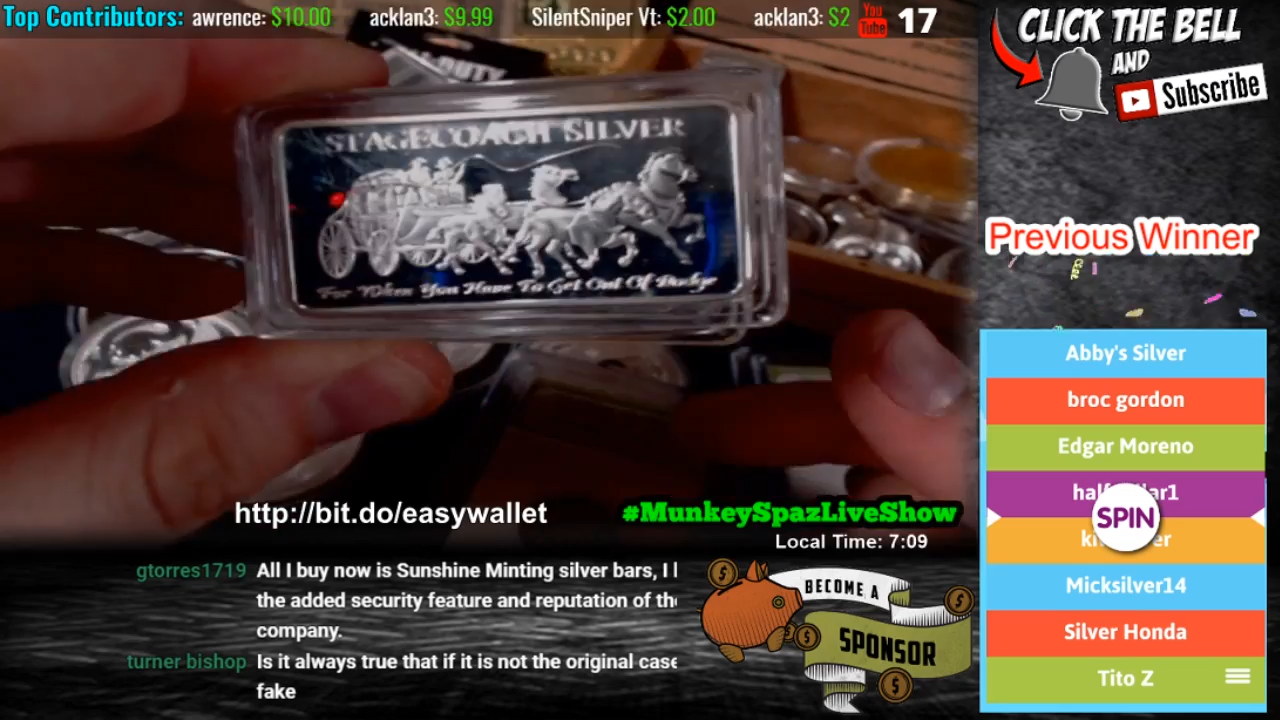 Top Contributors: awrence: $10.00 acklan3: $9.99 SilentSniper Vt: $2.00 acklan3: $2
You
Tube
17
CLICK THE BELL
AND
Subscribe
STAGECOACH SILVER
For When You Have To Get Out Of Dodge
Previous Winner
Abby's Silver
broc gordon
Edgar Moreno
SPIN
Micksilver14
Silver Honda
Tito Z
http://bit.do/easywallet
#MunkeySpazLiveShow
Local Time: 7:09
gtorres1719 All I buy now is Sunshine Minting silver bars, I
the added security feature and reputation of the
company.
turner bishop Is it always true that if it is not the original case
fake
BECOME A
SPONSOR